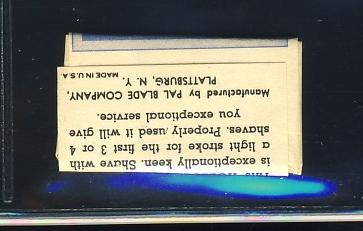 is exceptionally keen. Shave with
a light stroke for the first 3 or 4
shaves. Properly used it will give
you exceptional service.
Manufactured by PAL BLADE COMPANY,
PLATTSBURG, N. Y.
MADE IN U.S.A